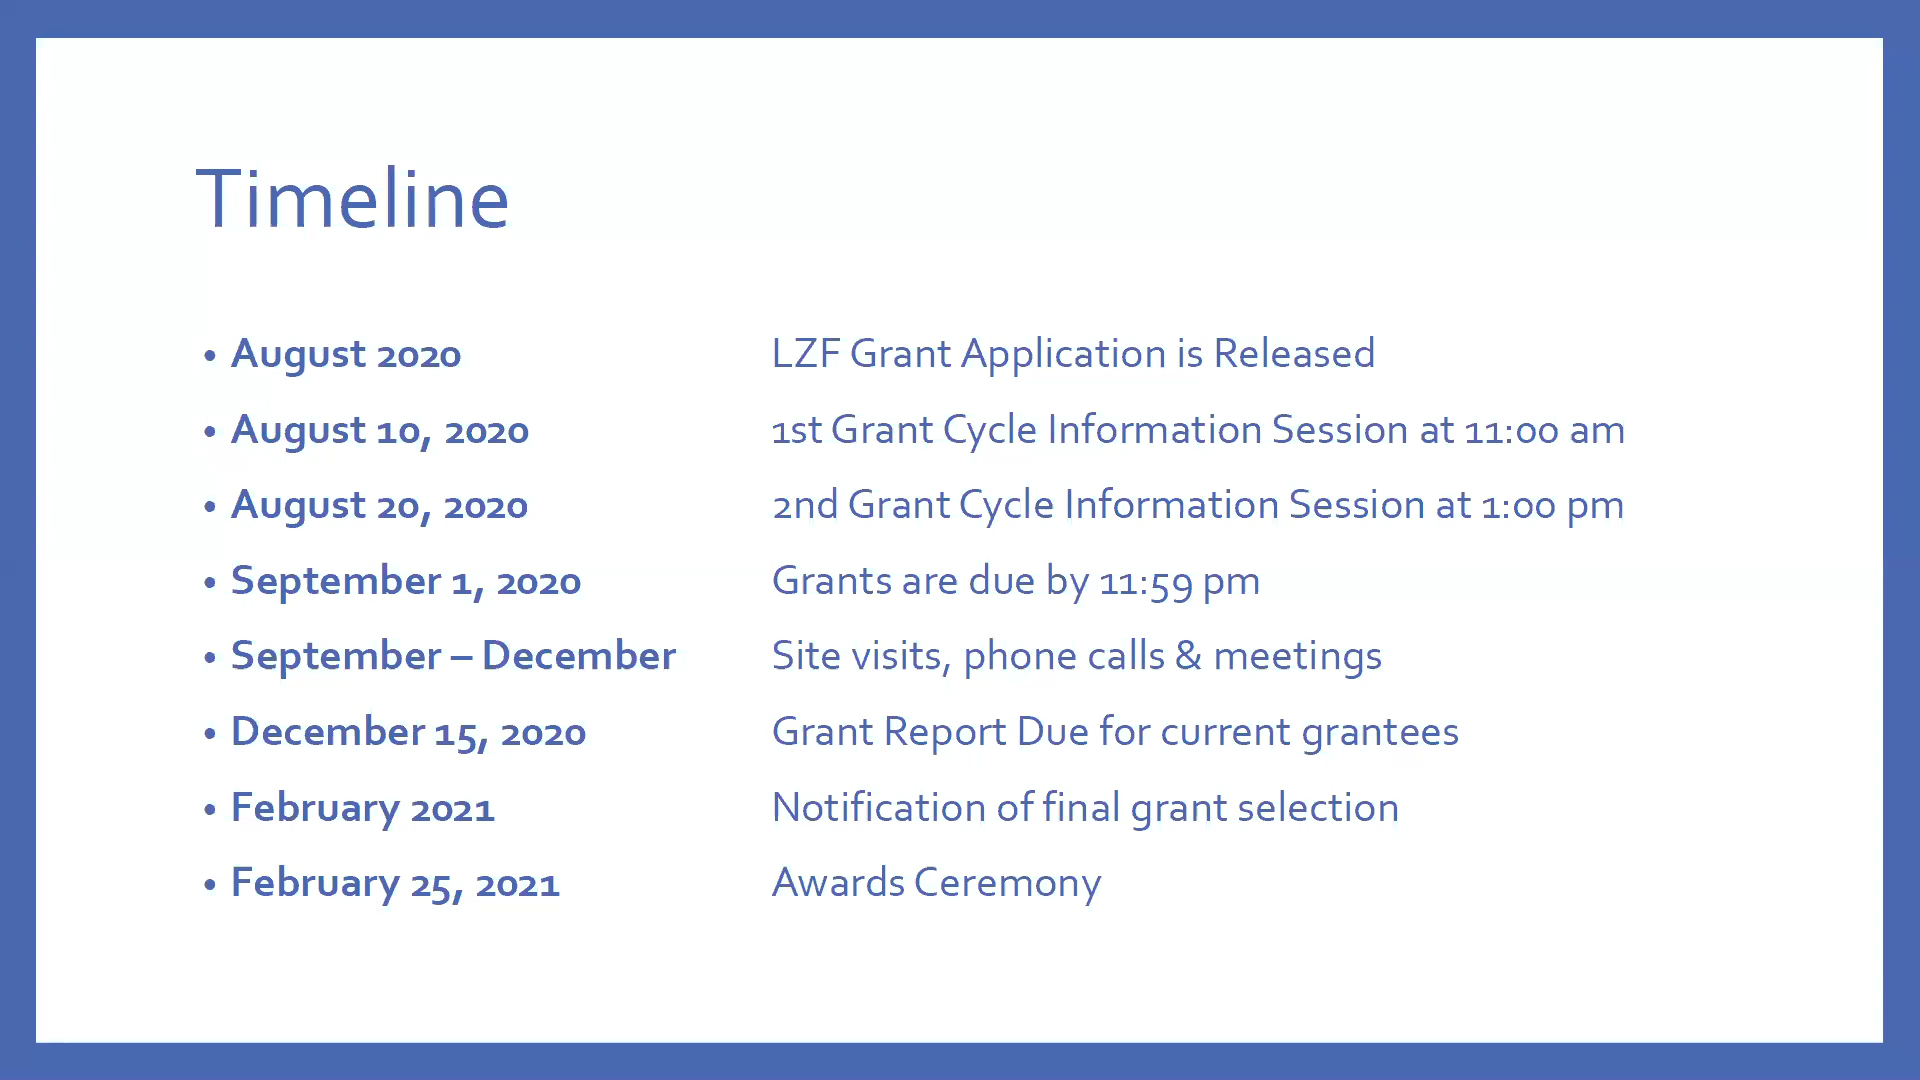 Timeline
• August 2020 LZF Grant Application is Released
• August 10, 2020 1st Grant Cycle Information Session at 11:00 am
• August 20, 2020 2nd Grant Cycle Information Session at 1:00 pm
• September 1, 2020 Grants are due by 11:59 pm
• September – December Site visits, phone calls & meetings
• December 15, 2020 Grant Report Due for current grantees
• February 2021 Notification of final grant selection
• February 25, 2021 Awards Ceremony